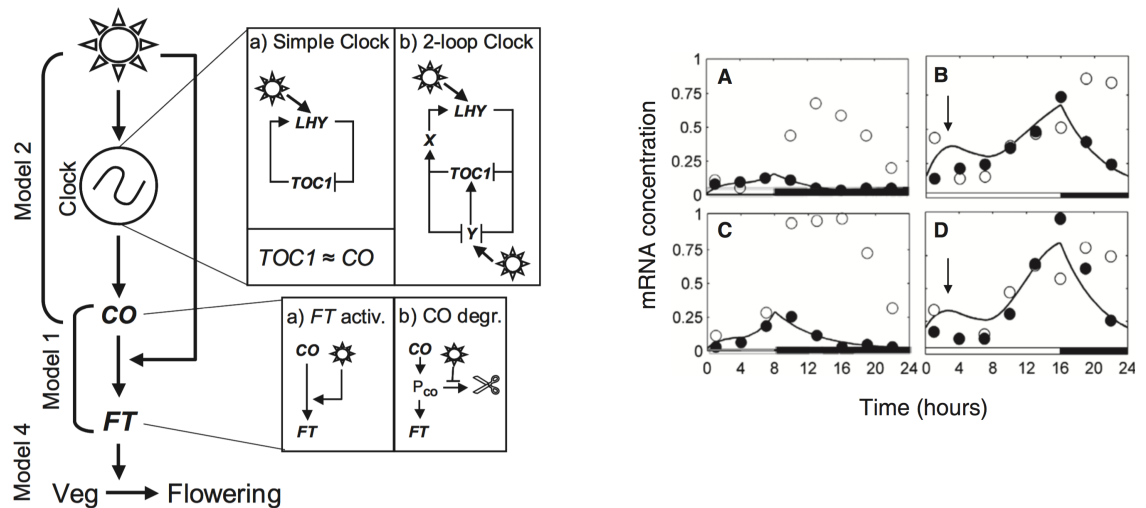 Model 2
Clock
CO
Model 1
FT
Model 4
Veg
Flowering
a) Simple Clock
LHY
TOC1
TOC1 ≈ CO
b) 2-loop Clock
LHY
X
TOC1
Y
a) FT activ.
CO
FT
b) CO degr.
CO
PCO
FT
mRNA concentration
1
0.75
0.5
0.25
0
A
B
1
0.75
0.5
0.25
0
C
D
0 4 8 12 16 20 24
0 4 8 12 16 20 24
Time (hours)